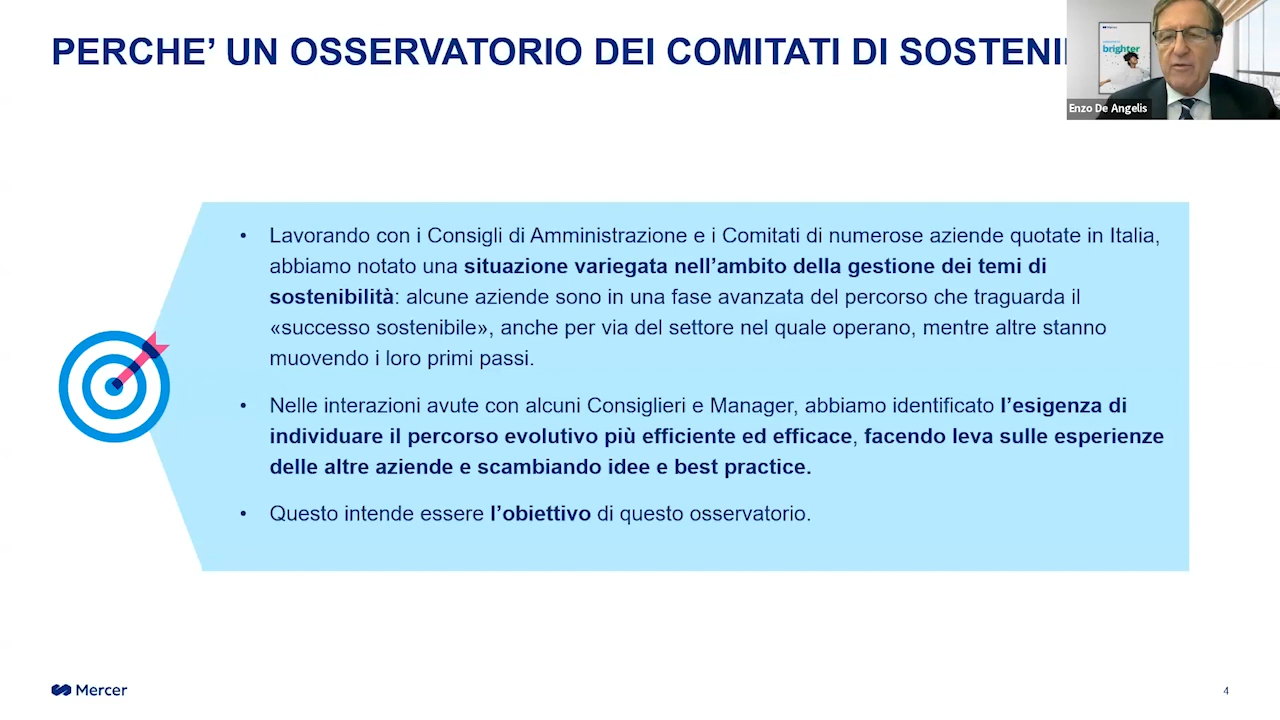 PERCHE’ UN OSSERVATORIO DEI COMITATI DI
brighter
Enzo De Angelis
• Lavorando con i Consigli di Amministrazione e i Comitati di numerose aziende quotate in Italia,
abbiamo notato una situazione variegata nell’ambito della gestione dei temi di
sostenibilità: alcune aziende sono in una fase avanzata del percorso che traguarda il
«successo sostenibile», anche per via del settore nel quale operano, mentre altre stanno
muovendo i loro primi passi.
• Nelle interazioni avute con alcuni Consiglieri e Manager, abbiamo identificato l’esigenza di
individuare il percorso evolutivo più efficiente ed efficace, facendo leva sulle esperienze
delle altre aziende e scambiando idee e best practice.
• Questo intende essere l’obiettivo di questo osservatorio.
Mercer
4